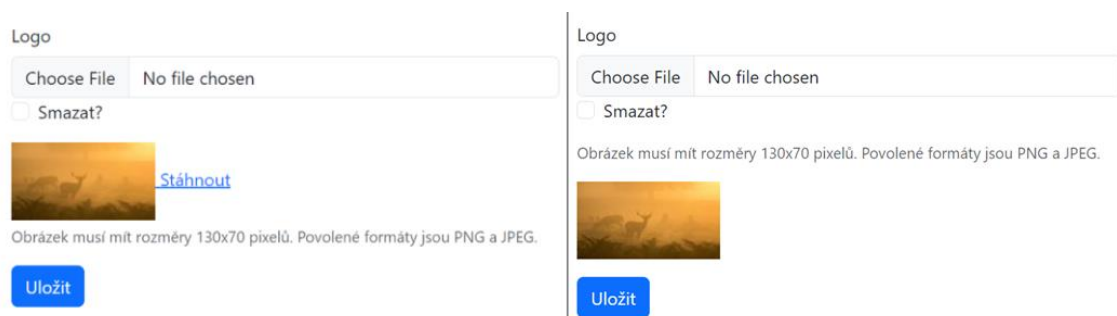 Logo
Choose File No file chosen
Smazat?
Stáhnout
Obrázek musí mít rozměry 130x70 pixelů. Povolené formáty jsou PNG a JPEG.
Uložit
Logo
Choose File No file chosen
Smazat?
Obrázek musí mít rozměry 130x70 pixelů. Povolené formáty jsou PNG a JPEG.
Uložit